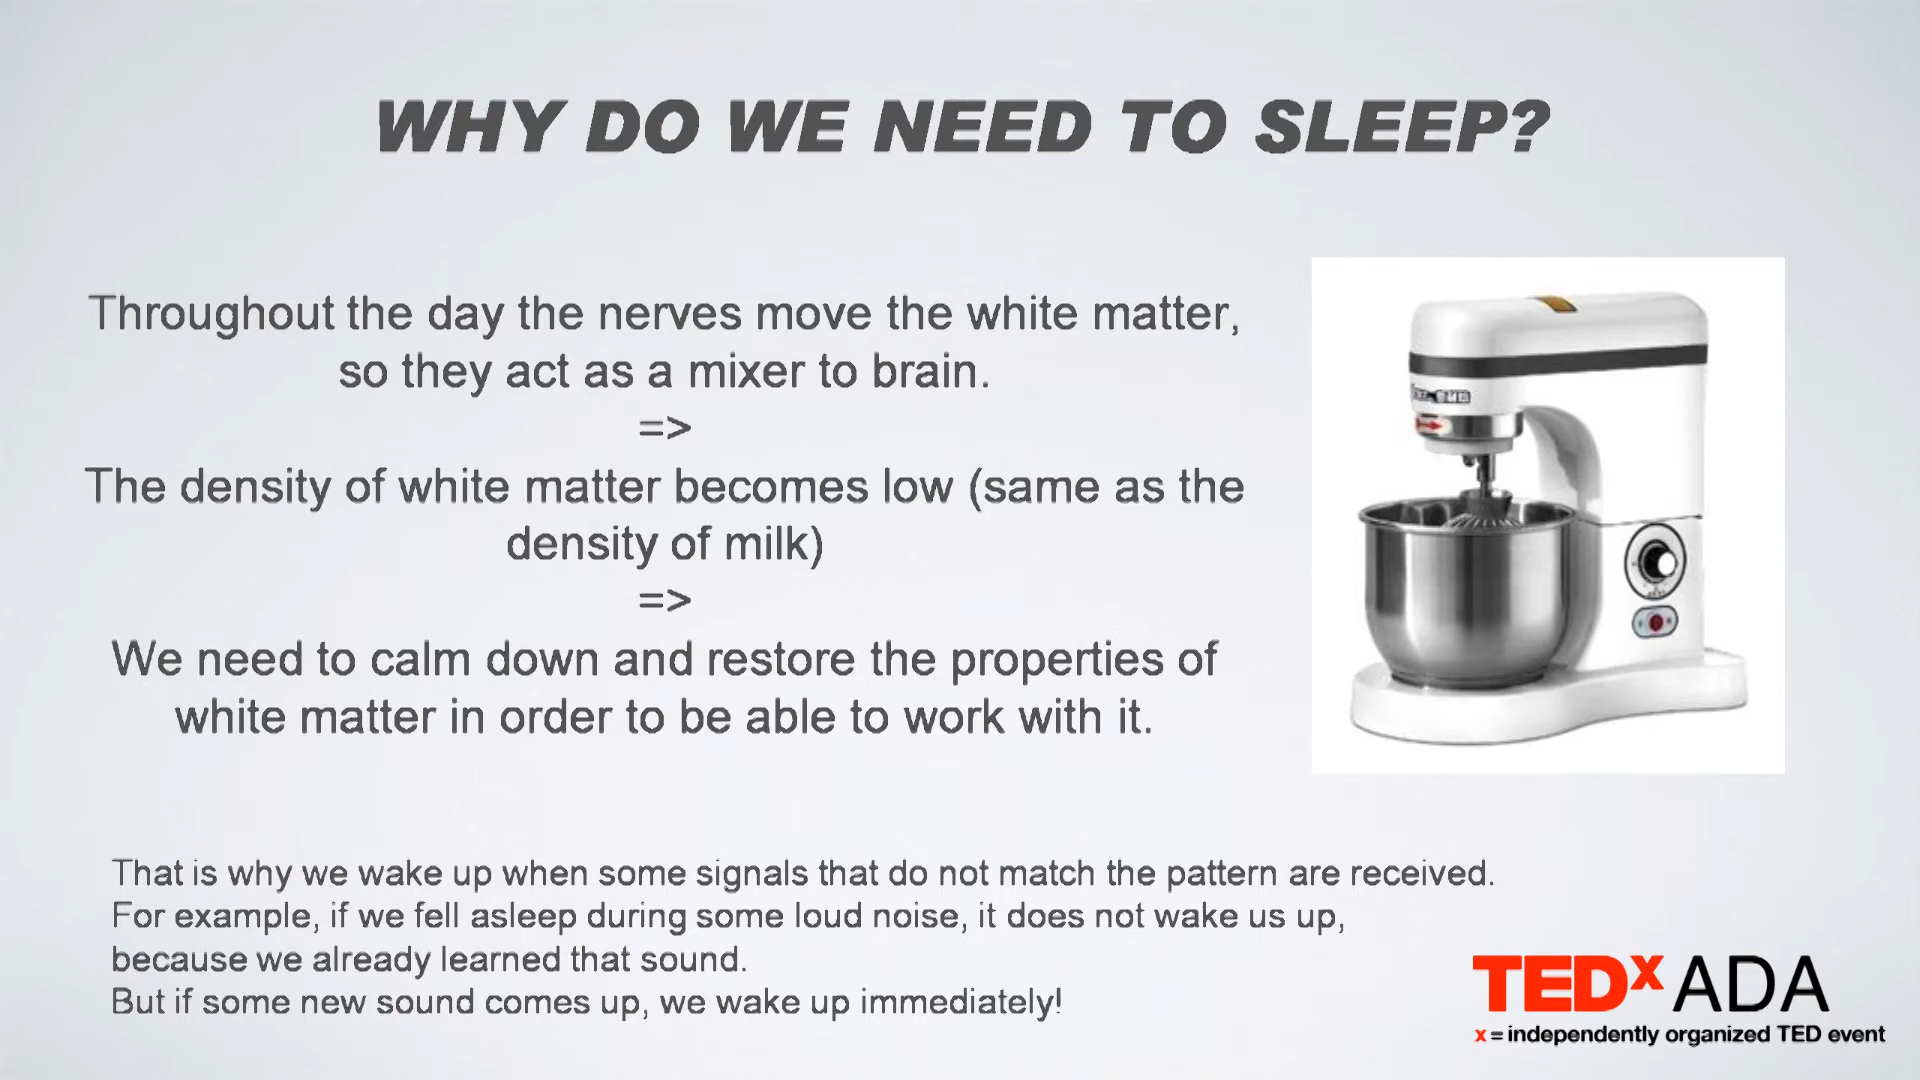 WHY DO WE NEED TO SLEEP?
Throughout the day the nerves move the white matter,
so they act as a mixer to brain.
=>
The density of white matter becomes low (same as the
density of milk)
=>
We need to calm down and restore the properties of
white matter in order to be able to work with it.
That is why we wake up when some signals that do not match the pattern are received.
For example, if we fell asleep during some loud noise, it does not wake us up,
because we already learned that sound.
But if some new sound comes up, we wake up immediately!
TEDx ADA
x = independently organized TED event